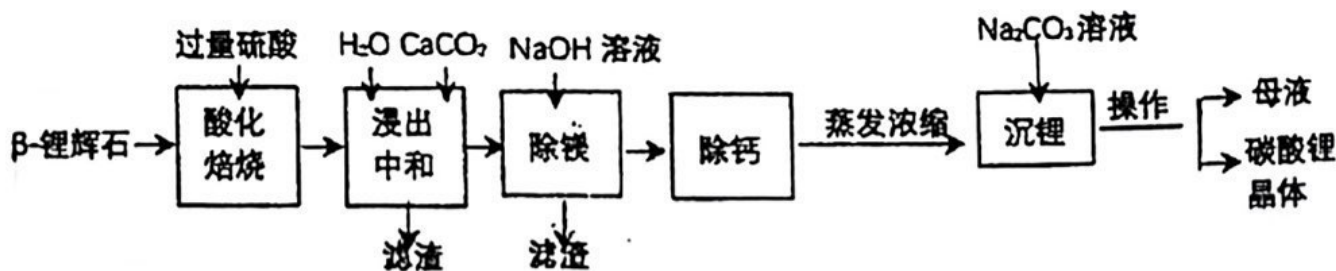 过量硫酸
H₂O CaCO₃
NaOH 溶液
Na₂CO₃溶液
β-锂辉石
酸化
焙烧
浸出
中和
除镁
除钙
蒸发浓缩
沉锂
操作
母液
碳酸锂
晶体
滤渣
滤渣